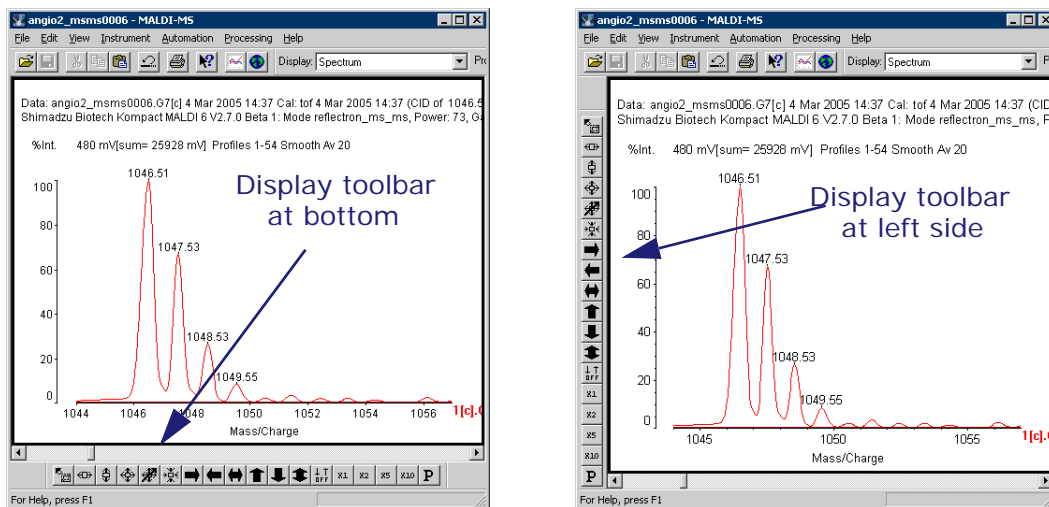 angio2_msms0006 - MALDI-MS
File Edit View Instrument Automation Processing Help
Display: Spectrum
Data: angio2_msms0006.G7[c] 4 Mar 2005 14:37 Cal: tof 4 Mar 2005 14:37 (CID of 1046.5
Shimadzu Biotech Kompact MALDI 6 V2.7.0 Beta 1: Mode reflectron_ms_ms, Power: 73,
%Int. 480 mV[sum= 25928 mV] Profiles 1-54 Smooth Av 20
1046.51
100
Display toolbar
at bottom
80
1047.53
60
40
1048.53
20
1049.55
0
1044 1046 1048 1050 1052 1054 1056
1[c].
Mass/Charge
OFF X1 X2 X5 X10 P
For Help, press F1
angio2_msms0006 - MALDI-MS
File Edit View Instrument Automation Processing Help
Display: Spectrum
Data: angio2_msms0006.G7[c] 4 Mar 2005 14:37 Cal: tof 4 Mar 2005 14:37 (CID
Shimadzu Biotech Kompact MALDI 6 V2.7.0 Beta 1: Mode reflectron_ms_ms,
%Int. 480 mV[sum= 25928 mV] Profiles 1-54 Smooth Av 20
1046.51
100
Display toolbar
at left side
80
1047.53
60
40
1048.53
20
1049.55
0
1045 1050 1055
1[c].
Mass/Charge
OFF
X1
X2
X5
X10
P
For Help, press F1